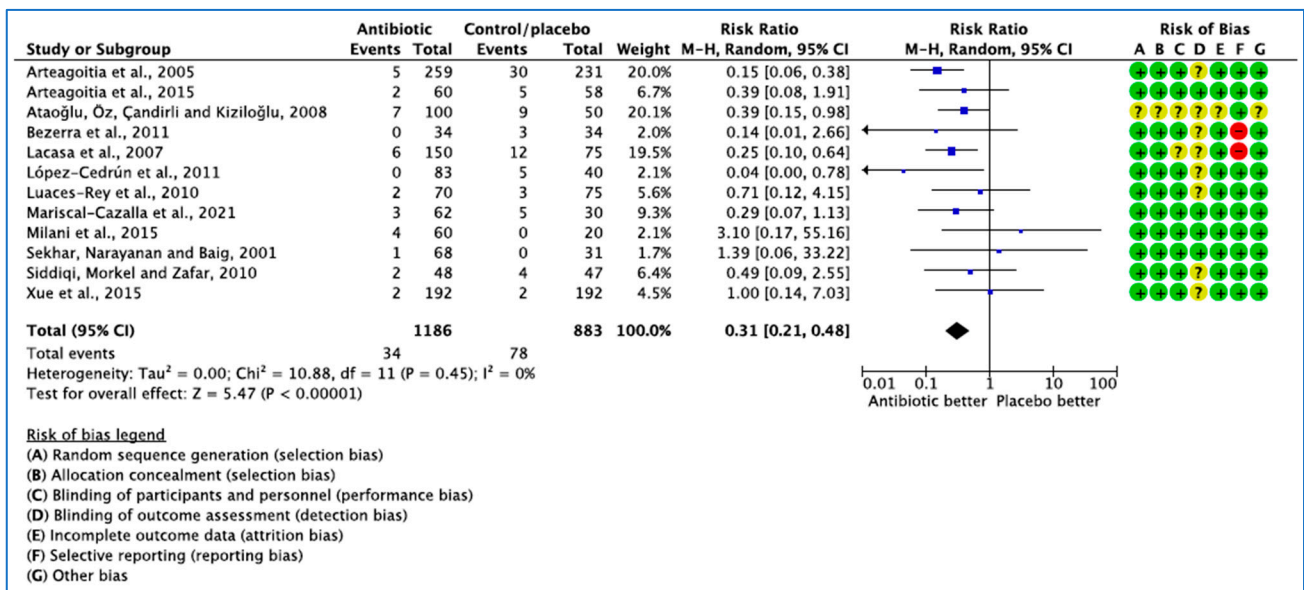 Antibiotic Control/placebo Risk Ratio Risk Ratio Risk of Bias
Study or Subgroup Events Total Events Total Weight M-H, Random, 95% CI M-H, Random, 95% CI A B C D E F G
Arteagoitia et al., 2005 5 259 30 231 20.0% 0.15 [0.06, 0.38] + + + ? + + +
Arteagoitia et al., 2015 2 60 5 58 6.7% 0.39 [0.08, 1.91] + + + + + + +
Ataoğlu, Öz, Çandirli and Kiziloğlu, 2008 7 100 9 50 20.1% 0.39 [0.15, 0.98] ? ? ? ? ? + ?
Bezerra et al., 2011 0 34 3 34 2.0% 0.14 [0.01, 2.66] + + + ? + − +
Lacasa et al., 2007 6 150 12 75 19.5% 0.25 [0.10, 0.64] + + ? ? + − +
López-Cedrún et al., 2011 0 83 5 40 2.1% 0.04 [0.00, 0.78] + + + ? + + +
Luaces-Rey et al., 2010 2 70 3 75 5.6% 0.71 [0.12, 4.15] + + + ? + + +
Mariscal-Cazalla et al., 2021 3 62 5 30 9.3% 0.29 [0.07, 1.13] + + + + + + +
Milani et al., 2015 4 60 0 20 2.1% 3.10 [0.17, 55.16] + + + + + + +
Sekhar, Narayanan and Baig, 2001 1 68 0 31 1.7% 1.39 [0.06, 33.22] + + + + + + +
Siddiqi, Morkel and Zafar, 2010 2 48 4 47 6.4% 0.49 [0.09, 2.55] + + + ? + + +
Xue et al., 2015 2 192 2 192 4.5% 1.00 [0.14, 7.03] + + + ? + + +
Total (95% CI) 1186 883 100.0% 0.31 [0.21, 0.48]
Total events 34 78
Heterogeneity: Tau² = 0.00; Chi² = 10.88, df = 11 (P = 0.45); I² = 0%
Test for overall effect: Z = 5.47 (P < 0.00001)
0.01 0.1 1 10 100
Antibiotic better Placebo better
Risk of bias legend
(A) Random sequence generation (selection bias)
(B) Allocation concealment (selection bias)
(C) Blinding of participants and personnel (performance bias)
(D) Blinding of outcome assessment (detection bias)
(E) Incomplete outcome data (attrition bias)
(F) Selective reporting (reporting bias)
(G) Other bias